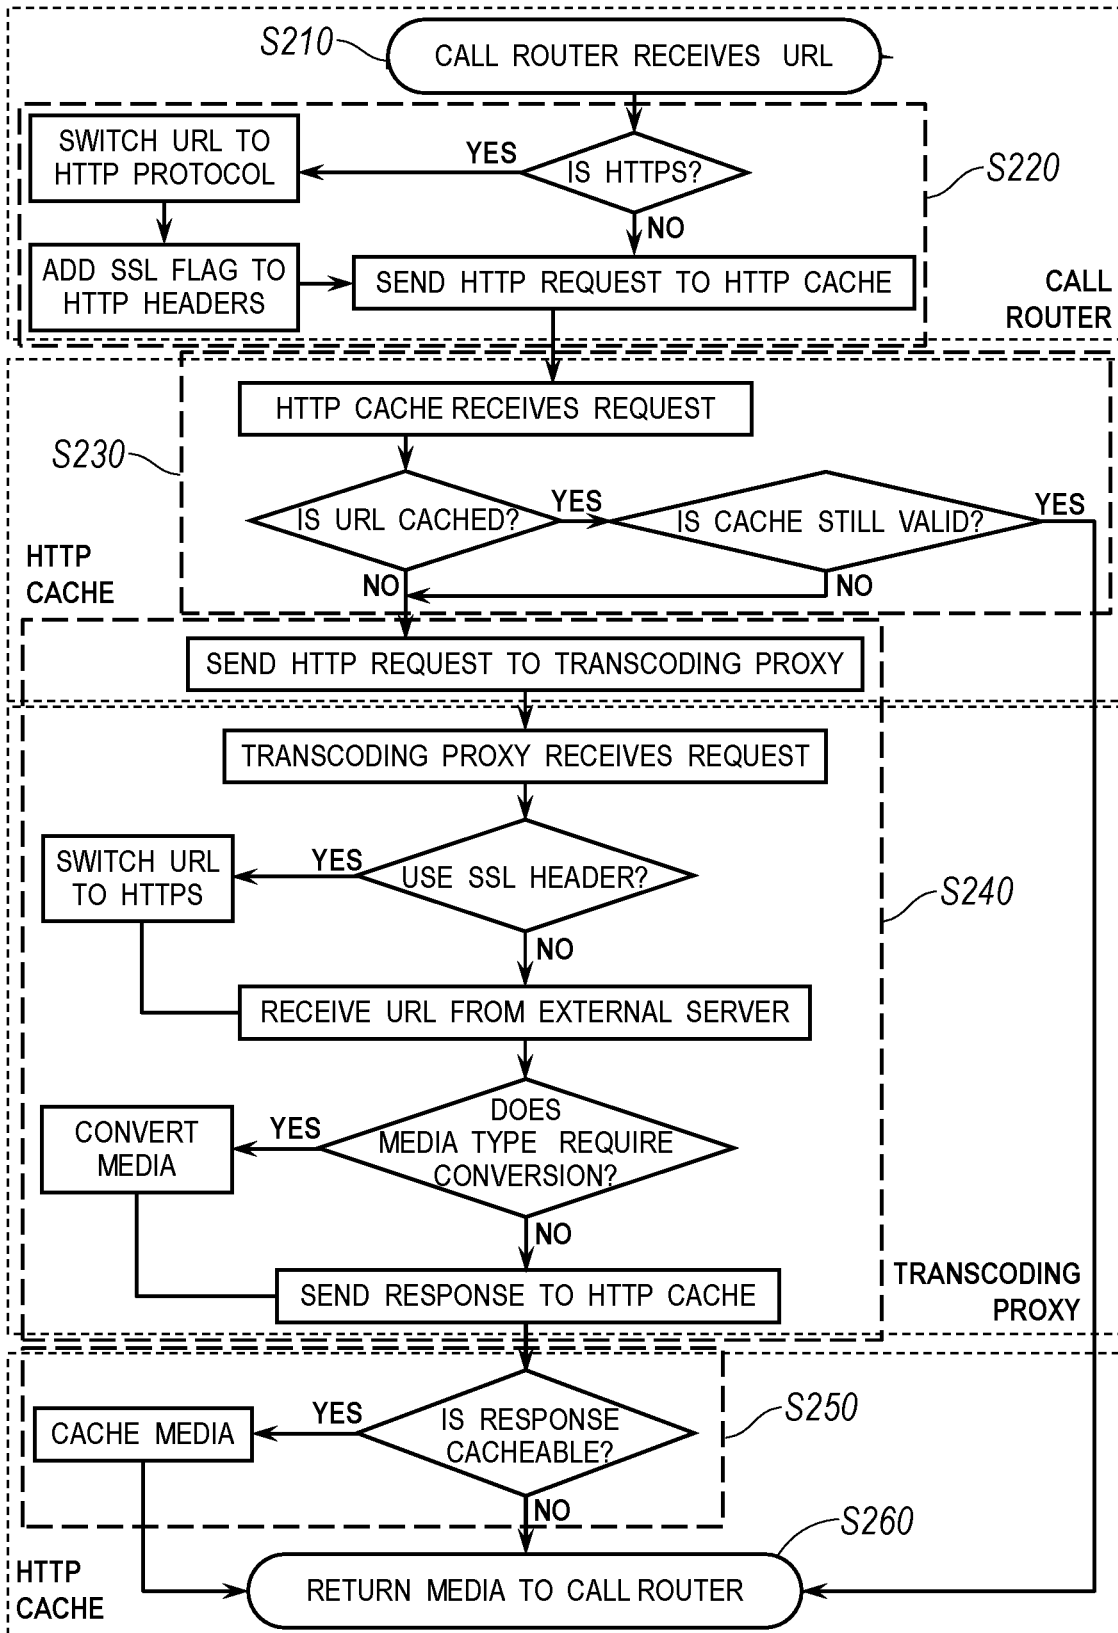 S210
CALL ROUTER RECEIVES URL
SWITCH URL TO
HTTP PROTOCOL
YES
IS HTTPS?
S220
NO
ADD SSL FLAG TO
HTTP HEADERS
SEND HTTP REQUEST TO HTTP CACHE
CALL
ROUTER
HTTP CACHE RECEIVES REQUEST
S230
IS URL CACHED?
YES
IS CACHE STILL VALID?
YES
HTTP
CACHE
NO
NO
SEND HTTP REQUEST TO TRANSCODING PROXY
TRANSCODING PROXY RECEIVES REQUEST
SWITCH URL
TO HTTPS
YES
USE SSL HEADER?
S240
NO
RECEIVE URL FROM EXTERNAL SERVER
CONVERT
MEDIA
YES
DOES
MEDIA TYPE REQUIRE
CONVERSION?
NO
SEND RESPONSE TO HTTP CACHE
TRANSCODING
PROXY
CACHE MEDIA
YES
IS RESPONSE
CACHEABLE?
S250
NO
S260
HTTP
CACHE
RETURN MEDIA TO CALL ROUTER